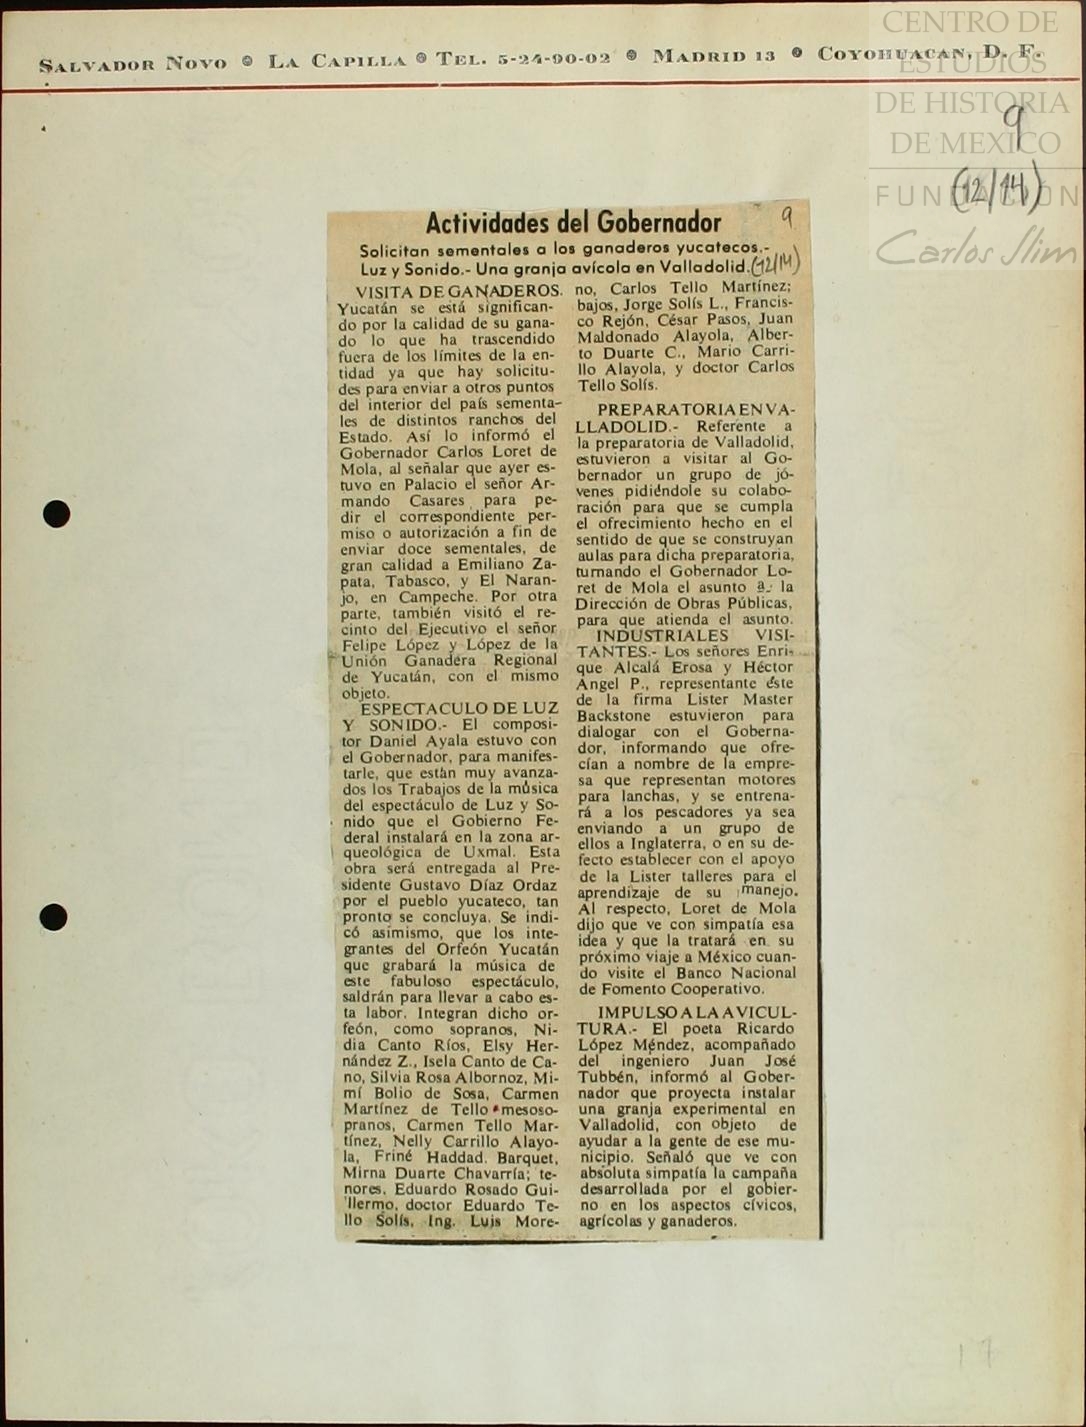 CENTRO DE
ESTUDIOS
DE HISTORIA
DE MEXICO
FUNDACIÓN
Carlos Slim
SALVADOR NOVO ● LA CAPILLA ● TEL. 5-24-90-02 ● MADRID 13 ● COYOHUACAN, D. F.
9
(12/14)
Actividades del Gobernador
9
Solicitan sementales a los ganaderos yucatecos.-
Luz y Sonido.- Una granja avícola en Valladolid.
(12/14)
VISITA DE GANADEROS.
Yucatán se está significan-
do por la calidad de su gana-
do lo que ha trascendido
fuera de los límites de la en-
tidad ya que hay solicitu-
des para enviar a otros puntos
del interior del país sementa-
les de distintos ranchos del
Estado. Así lo informó el
Gobernador Carlos Loret de
Mola, al señalar que ayer es-
tuvo en Palacio el señor Ar-
mando Casares para pe-
dir el correspondiente per-
miso o autorización a fin de
enviar doce sementales, de
gran calidad a Emiliano Za-
pata, Tabasco, y El Naran-
jo, en Campeche. Por otra
parte, también visitó el re-
cinto del Ejecutivo el señor
Felipe López y López de la
Unión Ganadera Regional
de Yucatán, con el mismo
objeto.
ESPECTACULO DE LUZ
Y SONIDO.- El composi-
tor Daniel Ayala estuvo con
el Gobernador, para manifes-
tarle, que están muy avanza-
dos los Trabajos de la música
del espectáculo de Luz y So-
nido que el Gobierno Fe-
deral instalará en la zona ar-
queológica de Uxmal. Esta
obra será entregada al Pre-
sidente Gustavo Díaz Ordaz
por el pueblo yucateco, tan
pronto se concluya. Se indi-
có asimismo, que los inte-
grantes del Orfeón Yucatán
que grabará la música de
este fabuloso espectáculo,
saldrán para llevar a cabo es-
ta labor. Integran dicho or-
feón, como sopranos, Ni-
dia Canto Ríos, Elsy Her-
nández Z., Isela Canto de Ca-
no, Silvia Rosa Albornoz, Mi-
mí Bolio de Sosa, Carmen
Martínez de Tello mesoso-
pranos, Carmen Tello Mar-
tínez, Nelly Carrillo Alayo-
la, Friné Haddad. Barquet,
Mirna Duarte Chavarría; te-
nores, Eduardo Rosado Gui-
llermo, doctor Eduardo Te-
llo Solís, Ing. Luis More-
no, Carlos Tello Martínez;
bajos, Jorge Solís L., Francis-
co Rejón, César Pasos, Juan
Maldonado Alayola, Alber-
to Duarte C., Mario Carri-
llo Alayola, y doctor Carlos
Tello Solís.
PREPARATORIA EN VA-
LLADOLID.- Referente a
la preparatoria de Valladolid,
estuvieron a visitar al Go-
bernador un grupo de jó-
venes pidiéndole su colabo-
ración para que se cumpla
el ofrecimiento hecho en el
sentido de que se construyan
aulas para dicha preparatoria,
turnando el Gobernador Lo-
ret de Mola el asunto a la
Dirección de Obras Públicas,
para que atienda el asunto.
INDUSTRIALES VISI-
TANTES.- Los señores Enri-
que Alcalá Erosa y Héctor
Angel P., representante éste
de la firma Lister Master
Backstone estuvieron para
dialogar con el Goberna-
dor, informando que ofre-
cían a nombre de la empre-
sa que representan motores
para lanchas, y se entrena-
rá a los pescadores ya sea
enviando a un grupo de
ellos a Inglaterra, o en su de-
fecto establecer con el apoyo
de la Lister talleres para el
aprendizaje de su manejo.
Al respecto, Loret de Mola
dijo que ve con simpatía esa
idea y que la tratará en su
próximo viaje a México cuan-
do visite el Banco Nacional
de Fomento Cooperativo.
IMPULSO A LA AVICUL-
TURA.- El poeta Ricardo
López Méndez, acompañado
del ingeniero Juan José
Tubbén, informó al Gober-
nador que proyecta instalar
una granja experimental en
Valladolid, con objeto de
ayudar a la gente de ese mu-
nicipio. Señaló que ve con
absoluta simpatía la campaña
desarrollada por el gobier-
no en los aspectos cívicos,
agrícolas y ganaderos.
17